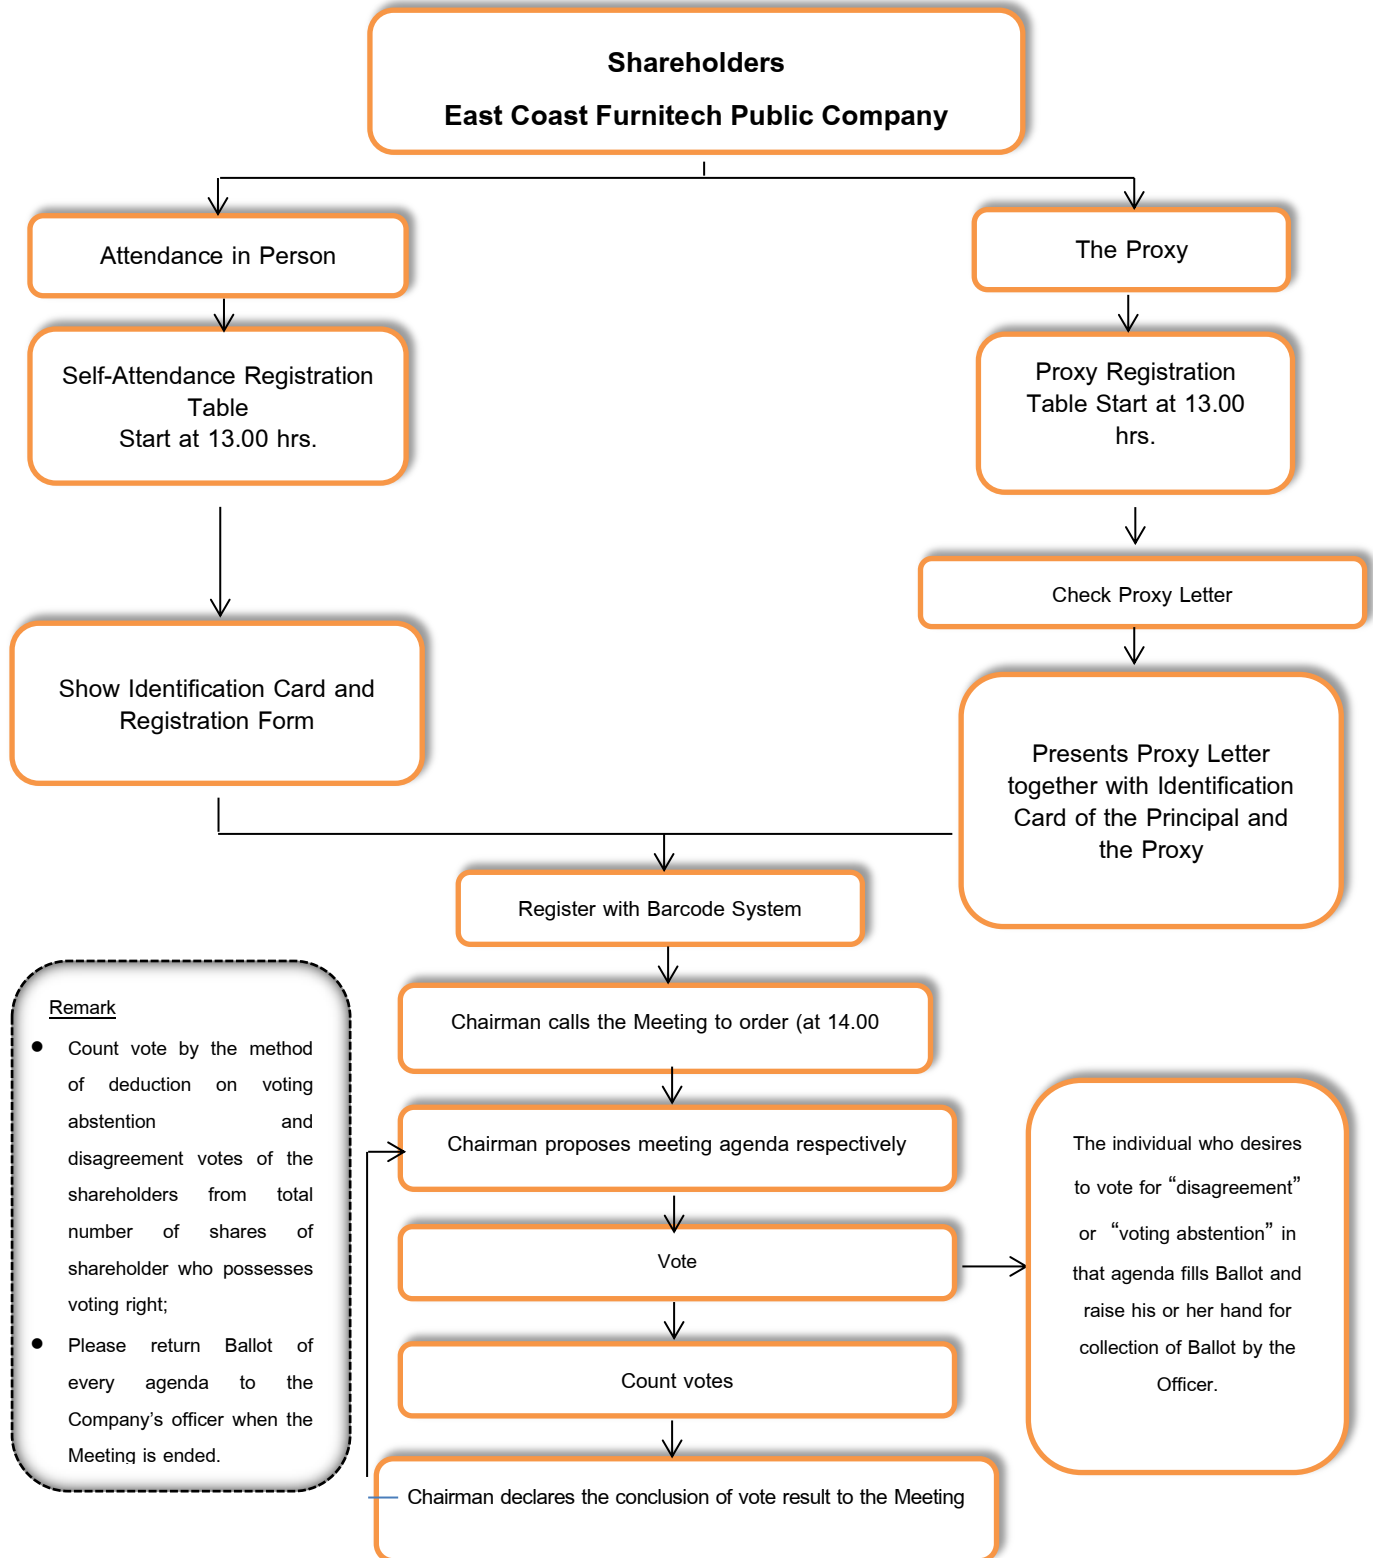 Shareholders
East Coast Furnitech Public Company
Attendance in Person
The Proxy
Self-Attendance Registration
Table
Start at 13.00 hrs.
Proxy Registration
Table Start at 13.00
hrs.
Check Proxy Letter
Show Identification Card and
Registration Form
Presents Proxy Letter
together with Identification
Card of the Principal and
the Proxy
Register with Barcode System
Chairman calls the Meeting to order (at 14.00
Chairman proposes meeting agenda respectively
Vote
Count votes
Chairman declares the conclusion of vote result to the Meeting
The individual who desires
to vote for “disagreement”
or “voting abstention” in
that agenda fills Ballot and
raise his or her hand for
collection of Ballot by the
Officer.
Remark
● Count vote by the method
of deduction on voting
abstention and
disagreement votes of the
shareholders from total
number of shares of
shareholder who possesses
voting right;
● Please return Ballot of
every agenda to the
Company’s officer when the
Meeting is ended.